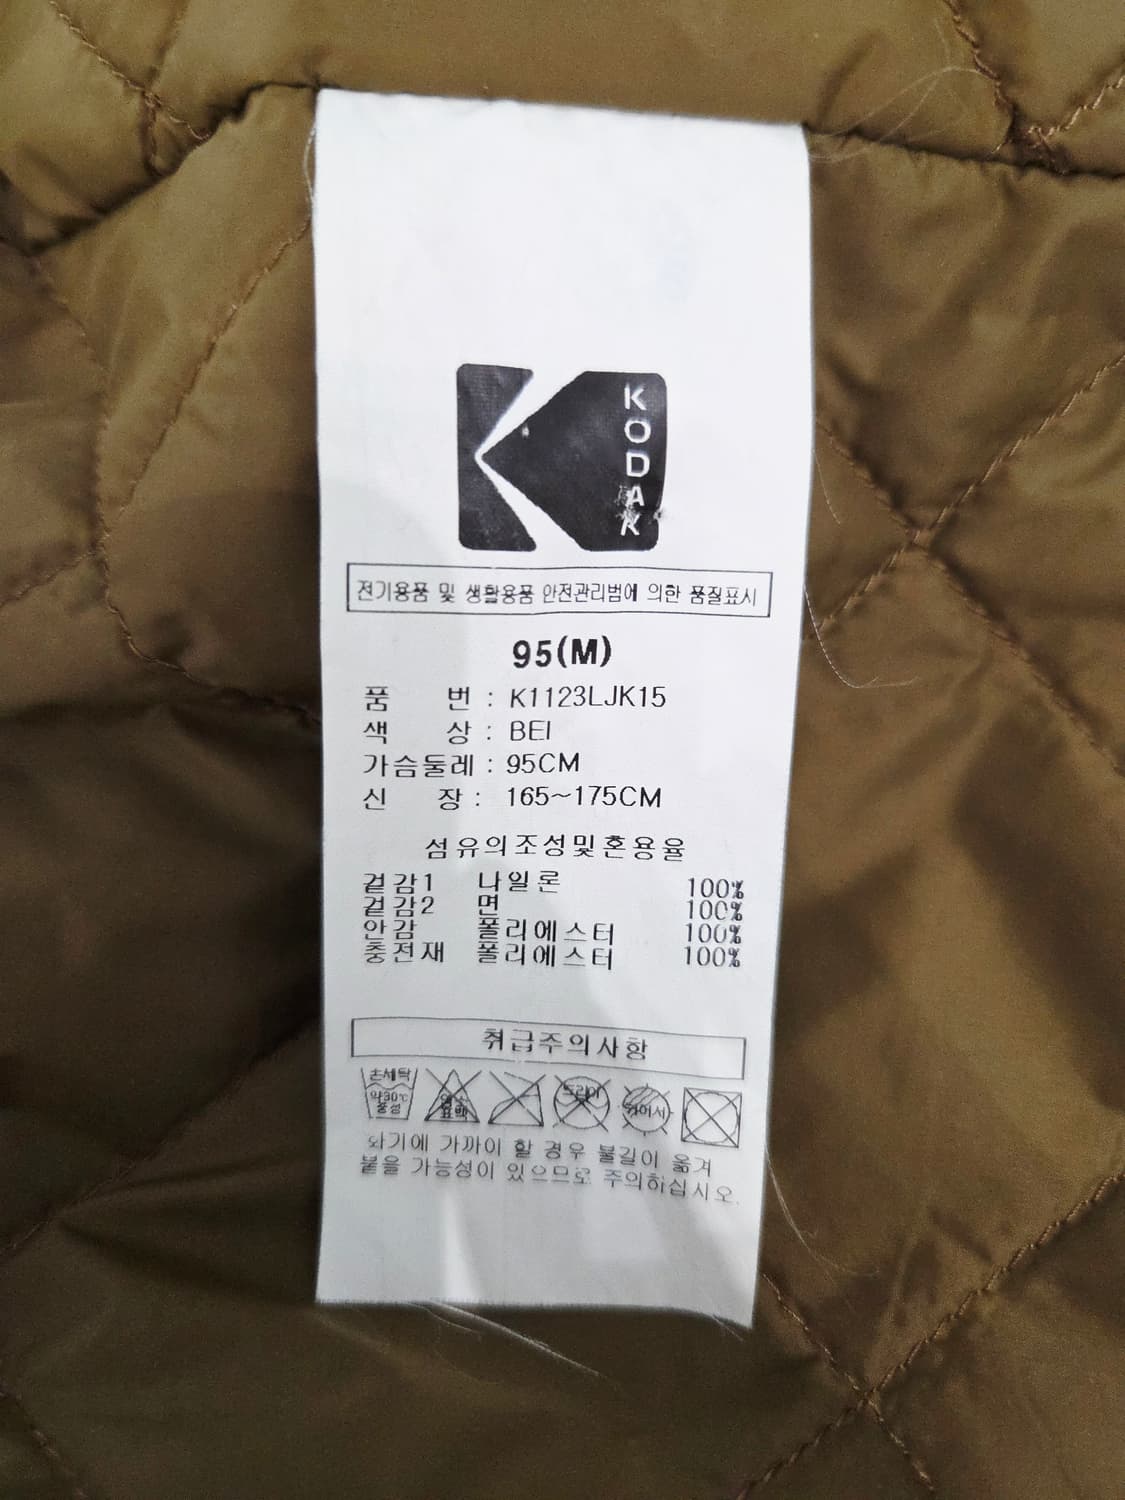 KODAK
전기용품 및 생활용품 안전관리법에 의한 품질표시
95(M)
품 번 : K1123LJK15
색 상 : BEI
가슴둘레 : 95CM
신 장 : 165~175CM
섬유의조성및혼용율
겉감1 나일론 100%
겉감2 면 100%
안감 폴리에스터 100%
충전재 폴리에스터 100%
취급주의사항
손세탁
약30℃
중성
염소
표백
드라이
화기에 가까이 할 경우 불길이 옮겨
붙을 가능성이 있으므로 주의하십시오.